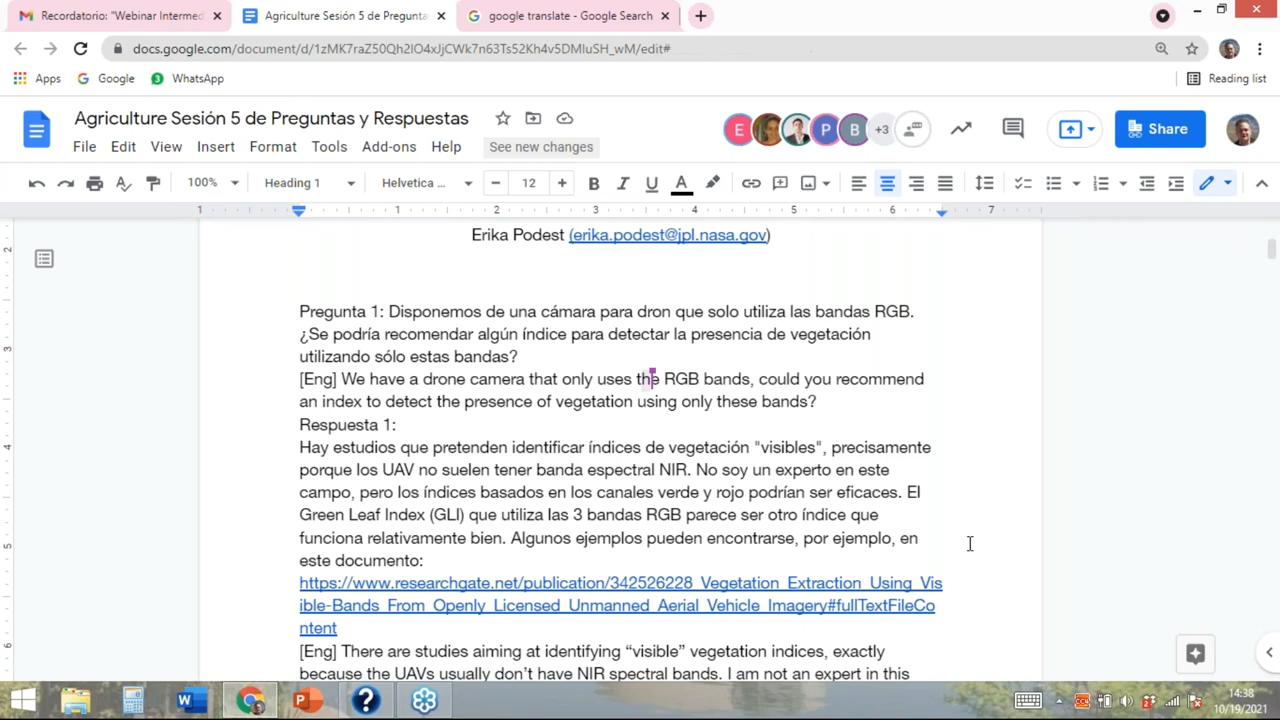 Recordatorio: "Webinar Intermed
Agriculture Sesión 5 de Pregunta
google translate - Google Search
docs.google.com/document/d/1zMK7raZ50Qh2lO4xJjCWk7n63Ts52Kh4v5DMluSH_wM/edit#
Apps
Google
WhatsApp
Reading list
Agriculture Sesión 5 de Preguntas y Respuestas
File Edit View Insert Format Tools Add-ons Help See new changes
E P B +3
Share
100% Heading 1 Helvetica ... 12
1 1 2 3 4 5 6 7
Erika Podest (erika.podest@jpl.nasa.gov)
Pregunta 1: Disponemos de una cámara para dron que solo utiliza las bandas RGB.
¿Se podría recomendar algún índice para detectar la presencia de vegetación
utilizando sólo estas bandas?
[Eng] We have a drone camera that only uses the RGB bands, could you recommend
an index to detect the presence of vegetation using only these bands?
Respuesta 1:
Hay estudios que pretenden identificar índices de vegetación "visibles", precisamente
porque los UAV no suelen tener banda espectral NIR. No soy un experto en este
campo, pero los índices basados en los canales verde y rojo podrían ser eficaces. El
Green Leaf Index (GLI) que utiliza las 3 bandas RGB parece ser otro índice que
funciona relativamente bien. Algunos ejemplos pueden encontrarse, por ejemplo, en
este documento:
https://www.researchgate.net/publication/342526228_Vegetation_Extraction_Using_Vis
ible-Bands_From_Openly_Licensed_Unmanned_Aerial_Vehicle_Imagery#fullTextFileCo
ntent
[Eng] There are studies aiming at identifying “visible” vegetation indices, exactly
because the UAVs usually don’t have NIR spectral bands. I am not an expert in this
14:38
10/19/2021